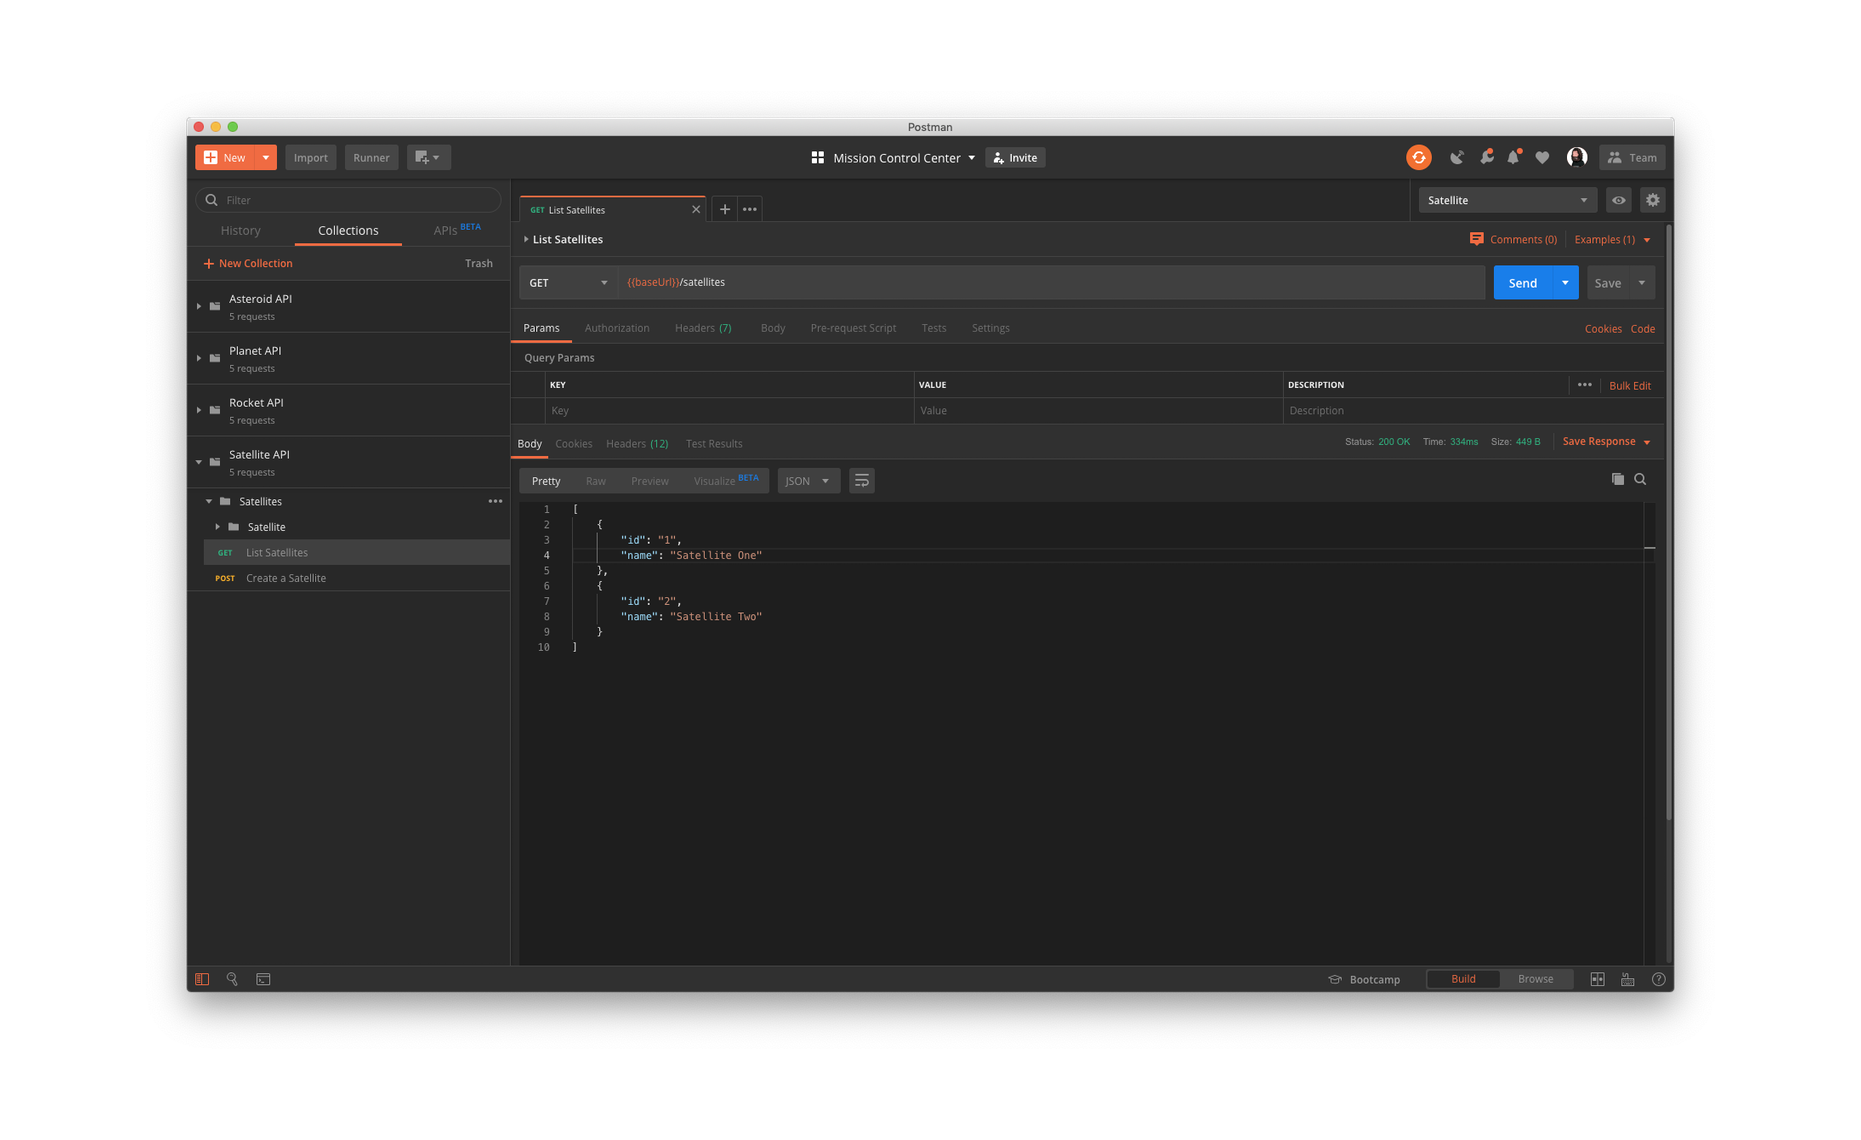 Postman
New
Import
Runner
Mission Control Center
Invite
Team
Filter
History
Collections
APIs BETA
+ New Collection
Trash
Asteroid API
5 requests
Planet API
5 requests
Rocket API
5 requests
Satellite API
5 requests
Satellites
Satellite
GET List Satellites
POST Create a Satellite
GET List Satellites
Satellite
List Satellites
Comments (0)
Examples (1)
GET
{{baseUrl}}/satellites
Send
Save
Params
Authorization
Headers (7)
Body
Pre-request Script
Tests
Settings
Cookies
Code
Query Params
KEY
VALUE
DESCRIPTION
Bulk Edit
Key
Value
Description
Body
Cookies
Headers (12)
Test Results
Status: 200 OK
Time: 334ms
Size: 449 B
Save Response
Pretty
Raw
Preview
Visualize BETA
JSON
1 [
2 {
3 "id": "1",
4 "name": "Satellite One"
5 },
6 {
7 "id": "2",
8 "name": "Satellite Two"
9 }
10 ]
Bootcamp
Build
Browse